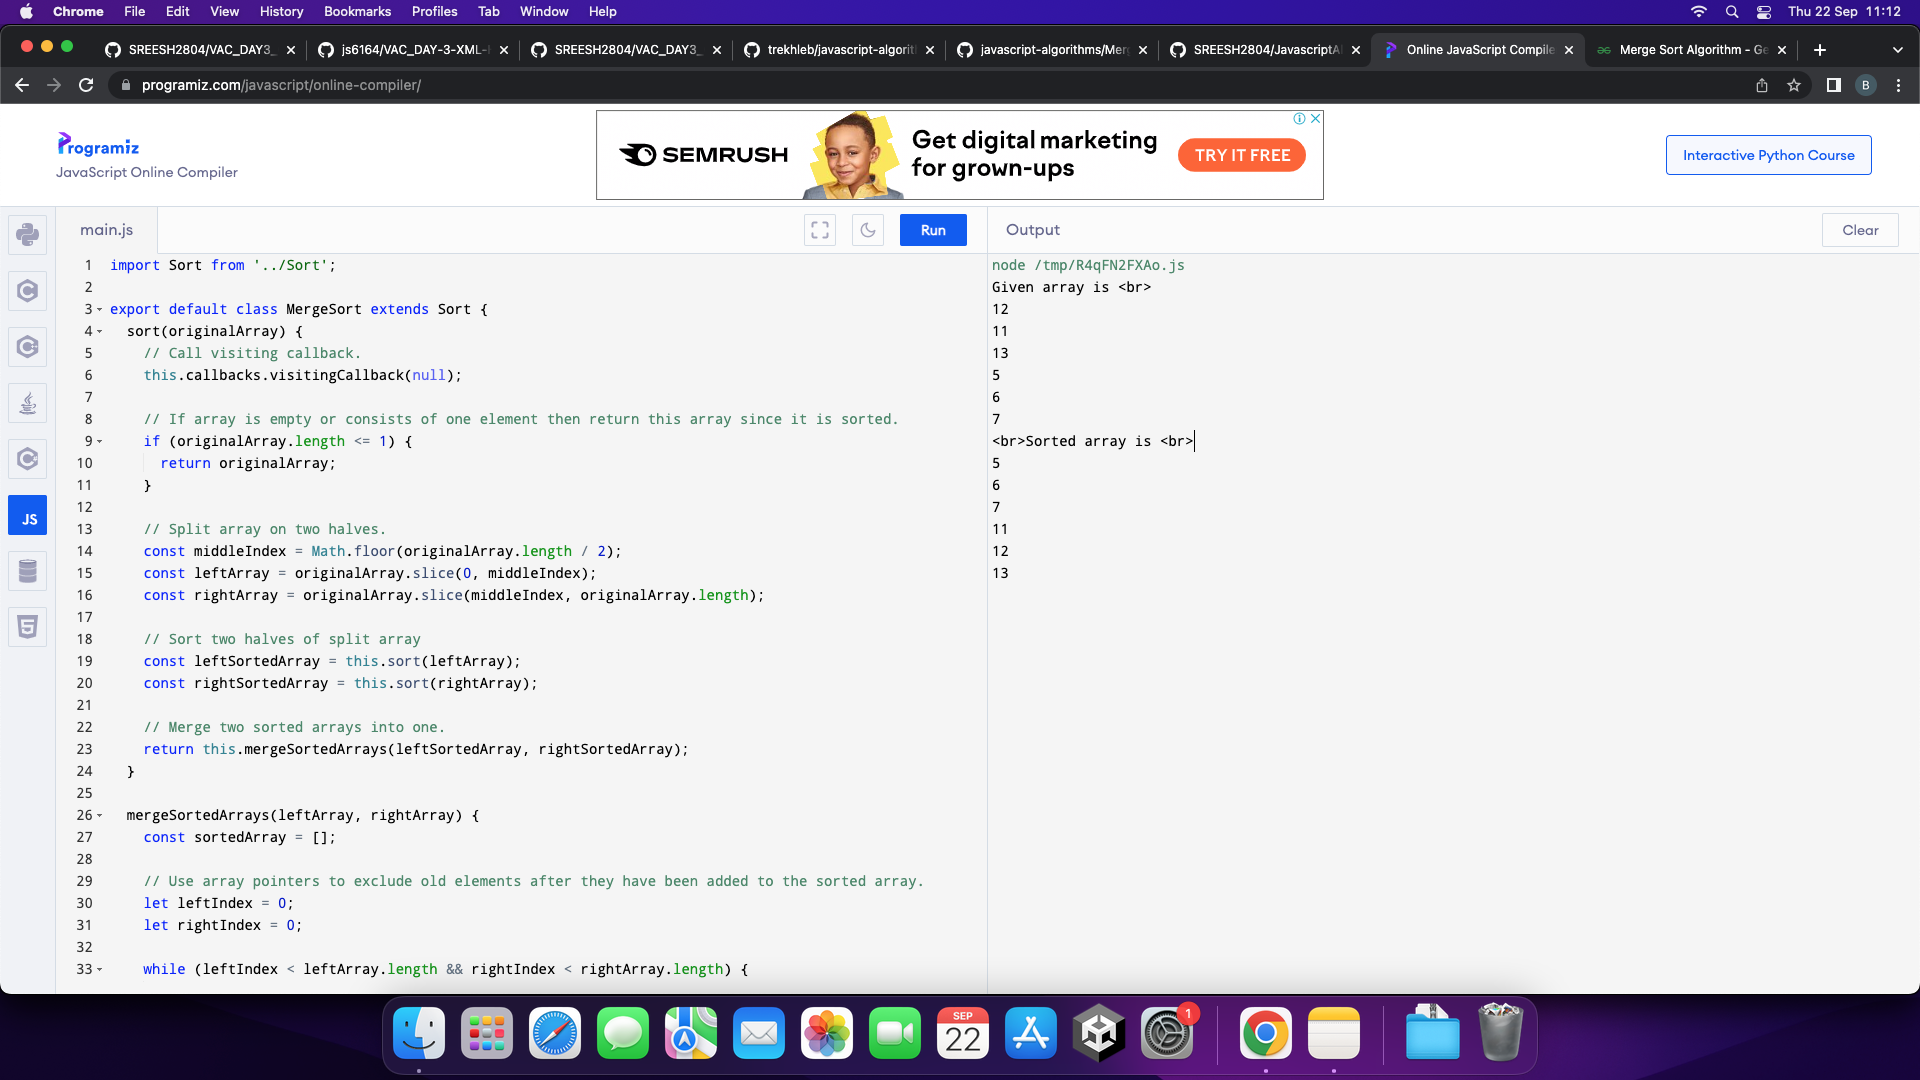 Chrome File Edit View History Bookmarks Profiles Tab Window Help Thu 22 Sep 11:12
SREESH2804/VAC_DAY3_ js6164/VAC_DAY-3-XML- SREESH2804/VAC_DAY3_ trekhleb/javascript-algorit javascript-algorithms/Mer SREESH2804/JavascriptA Online JavaScript Compile Merge Sort Algorithm - Ge
programiz.com/javascript/online-compiler/ B
Programiz
JavaScript Online Compiler
SEMRUSH
Get digital marketing
for grown-ups
TRY IT FREE
Interactive Python Course
main.js
Run
Output
Clear
JS
1 import Sort from '../Sort';
2
3 export default class MergeSort extends Sort {
4 sort(originalArray) {
5 // Call visiting callback.
6 this.callbacks.visitingCallback(null);
7
8 // If array is empty or consists of one element then return this array since it is sorted.
9 if (originalArray.length <= 1) {
10 return originalArray;
11 }
12
13 // Split array on two halves.
14 const middleIndex = Math.floor(originalArray.length / 2);
15 const leftArray = originalArray.slice(0, middleIndex);
16 const rightArray = originalArray.slice(middleIndex, originalArray.length);
17
18 // Sort two halves of split array
19 const leftSortedArray = this.sort(leftArray);
20 const rightSortedArray = this.sort(rightArray);
21
22 // Merge two sorted arrays into one.
23 return this.mergeSortedArrays(leftSortedArray, rightSortedArray);
24 }
25
26 mergeSortedArrays(leftArray, rightArray) {
27 const sortedArray = [];
28
29 // Use array pointers to exclude old elements after they have been added to the sorted array.
30 let leftIndex = 0;
31 let rightIndex = 0;
32
33 while (leftIndex < leftArray.length && rightIndex < rightArray.length) {
node /tmp/R4qFN2FXAo.js
Given array is <br>
12
11
13
5
6
7
<br>Sorted array is <br>
5
6
7
11
12
13
SEP
22
1